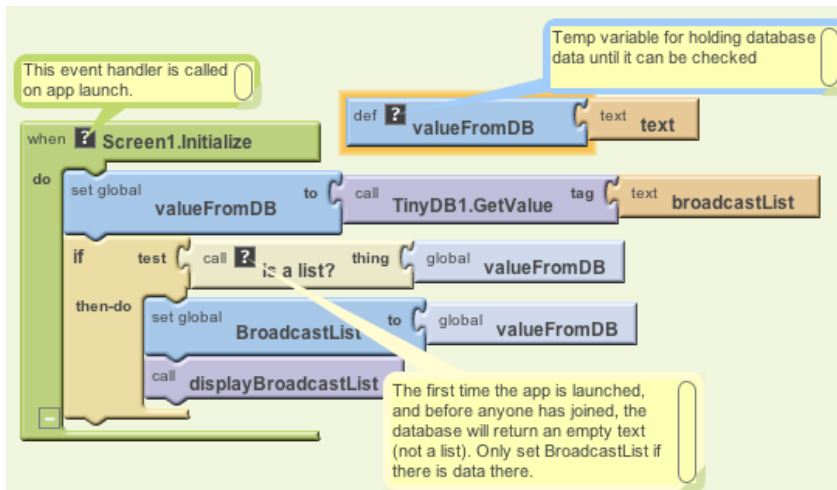 Temp variable for holding database
data until it can be checked
This event handler is called
on app launch.
def ? valueFromDB text text
when ? Screen1.Initialize
do
set global valueFromDB to call TinyDB1.GetValue tag text broadcastList
if test call ? is a list? thing global valueFromDB
then-do set global BroadcastList to global valueFromDB
call displayBroadcastList
The first time the app is launched,
and before anyone has joined, the
database will return an empty text
(not a list). Only set BroadcastList if
there is data there.